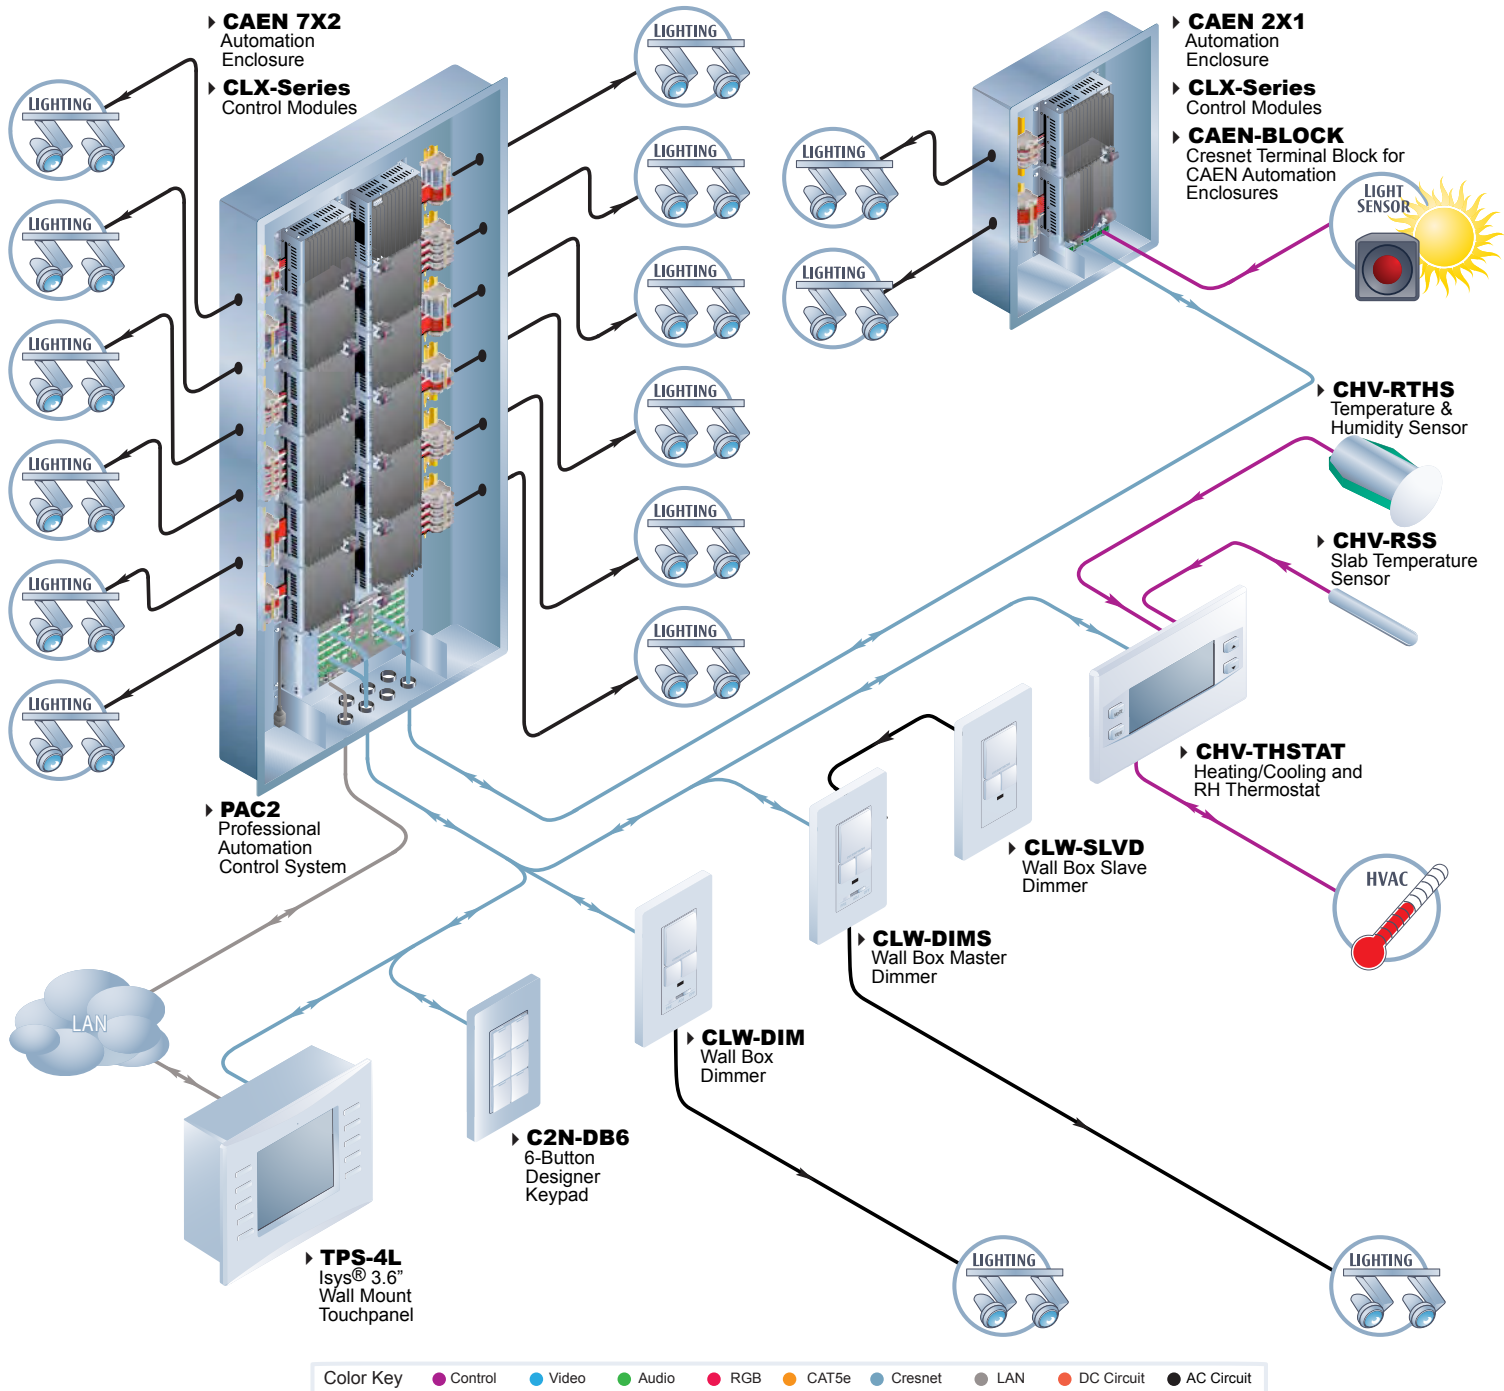 CAEN 7X2
Automation
Enclosure
CLX-Series
Control Modules
LIGHTING
LIGHTING
LIGHTING
LIGHTING
LIGHTING
LIGHTING
LIGHTING
LIGHTING
LIGHTING
LIGHTING
LIGHTING
LIGHTING
PAC2
Professional
Automation
Control System
CAEN 2X1
Automation
Enclosure
CLX-Series
Control Modules
CAEN-BLOCK
Cresnet Terminal Block for
CAEN Automation
Enclosures
LIGHTING
LIGHTING
LIGHT
SENSOR
CHV-RTHS
Temperature &
Humidity Sensor
CHV-RSS
Slab Temperature
Sensor
CHV-THSTAT
Heating/Cooling and
RH Thermostat
HVAC
CLW-SLVD
Wall Box Slave
Dimmer
CLW-DIMS
Wall Box Master
Dimmer
CLW-DIM
Wall Box
Dimmer
C2N-DB6
6-Button
Designer
Keypad
LAN
TPS-4L
Isys® 3.6”
Wall Mount
Touchpanel
LIGHTING
LIGHTING
Color Key Control Video Audio RGB CAT5e Cresnet LAN DC Circuit AC Circuit